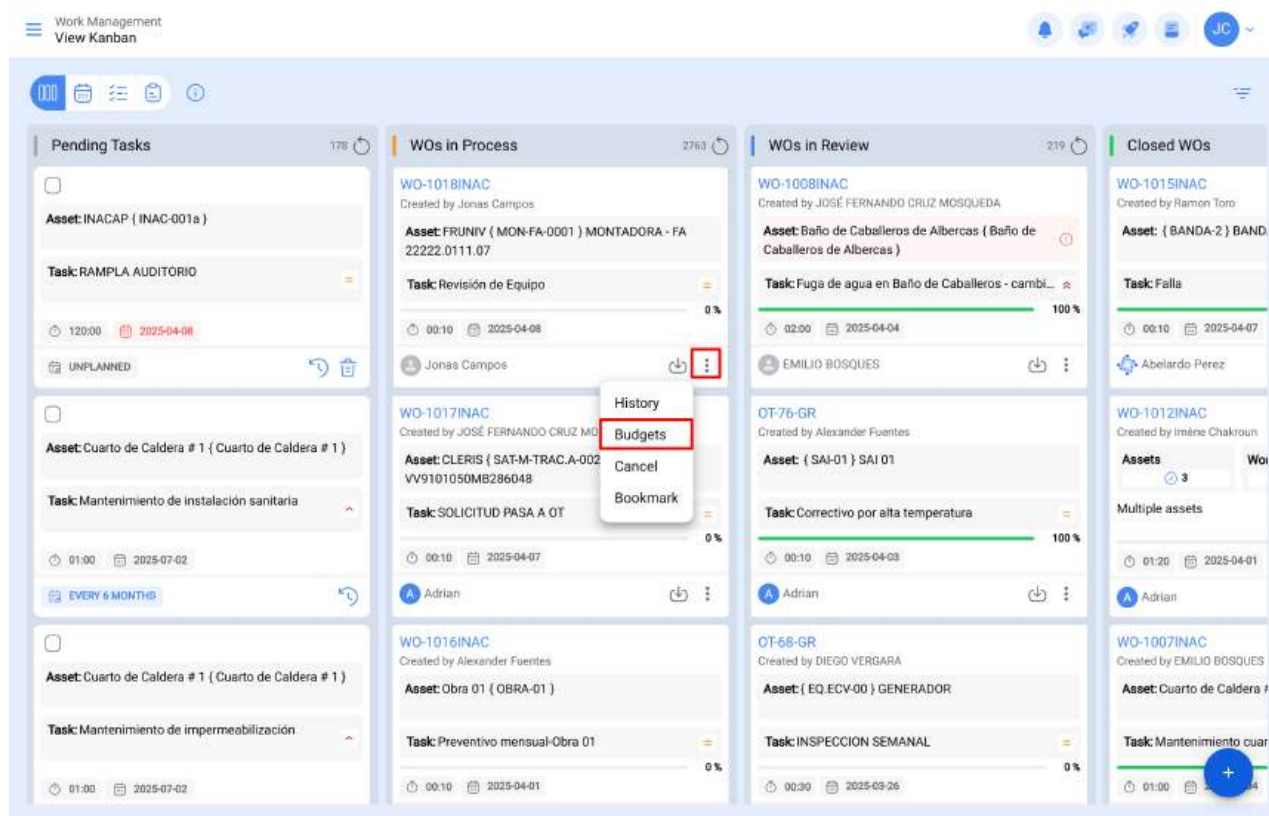 Work Management
View Kanban
JC
Pending Tasks
178
Asset: INACAP { INAC-001a }
Task: RAMPLA AUDITORIO
120:00 2025-04-08
UNPLANNED
Asset: Cuarto de Caldera # 1 { Cuarto de Caldera # 1 }
Task: Mantenimiento de instalación sanitaria
01:00 2025-07-02
EVERY 6 MONTHS
Asset: Cuarto de Caldera # 1 { Cuarto de Caldera # 1 }
Task: Mantenimiento de impermeabilización
01:00 2025-07-02
WOs in Process
2763
WO-1018INAC
Created by Jonas Campos
Asset: FRUNIV { MON-FA-0001 } MONTADORA - FA
22222.0111.07
Task: Revisión de Equipo
0 %
00:10 2025-04-08
Jonas Campos
History
Budgets
Cancel
Bookmark
WO-1017INAC
Created by JOSÉ FERNANDO CRUZ MO
Asset: CLERIS { SAT-M-TRAC.A-002
VV9101050MB286048
Task: SOLICITUD PASA A OT
0 %
00:10 2025-04-07
A Adrian
WO-1016INAC
Created by Alexander Fuentes
Asset: Obra 01 { OBRA-01 }
Task: Preventivo mensual-Obra 01
0 %
00:10 2025-04-01
WOs in Review
219
WO-1008INAC
Created by JOSÉ FERNANDO CRUZ MOSQUEDA
Asset: Baño de Caballeros de Albercas { Baño de
Caballeros de Albercas }
Task: Fuga de agua en Baño de Caballeros - cambi...
100 %
02:00 2025-04-04
EMILIO BOSQUES
OT-76-GR
Created by Alexander Fuentes
Asset: { SAI-01 } SAI 01
Task: Correctivo por alta temperatura
100 %
00:10 2025-04-03
A Adrian
OT-68-GR
Created by DIEGO VERGARA
Asset: { EQ.ECV-00 } GENERADOR
Task: INSPECCION SEMANAL
0 %
00:30 2025-03-26
Closed WOs
WO-1015INAC
Created by Ramon Toro
Asset: { BANDA-2 } BAND
Task: Falla
00:10 2025-04-07
Abelardo Perez
WO-1012INAC
Created by Imène Chakroun
Assets Wo
3
Multiple assets
01:20 2025-04-01
A Adrian
WO-1007INAC
Created by EMILIO BOSQUES
Asset: Cuarto de Caldera #
Task: Mantenimiento cuar
01:00